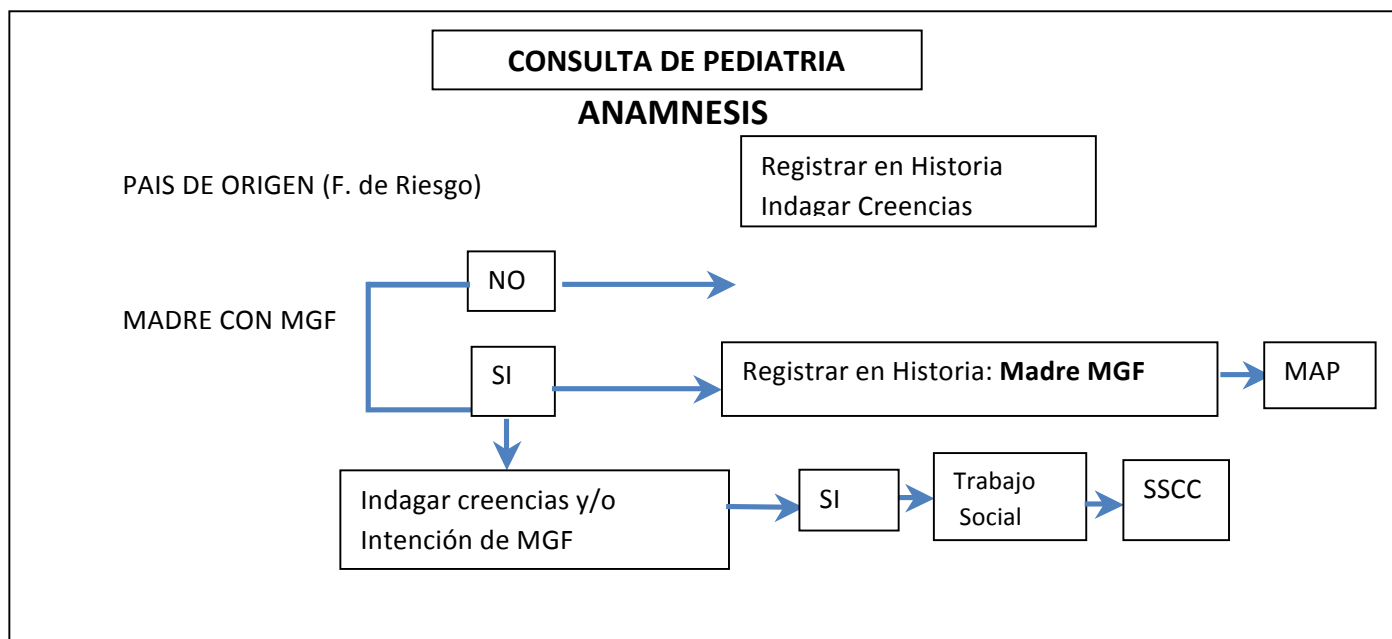 CONSULTA DE PEDIATRIA
ANAMNESIS
PAIS DE ORIGEN (F. de Riesgo)
Registrar en Historia
Indagar Creencias
NO
MADRE CON MGF
SI
Registrar en Historia: Madre MGF
MAP
Indagar creencias y/o
Intención de MGF
SI
Trabajo
Social
SSCC